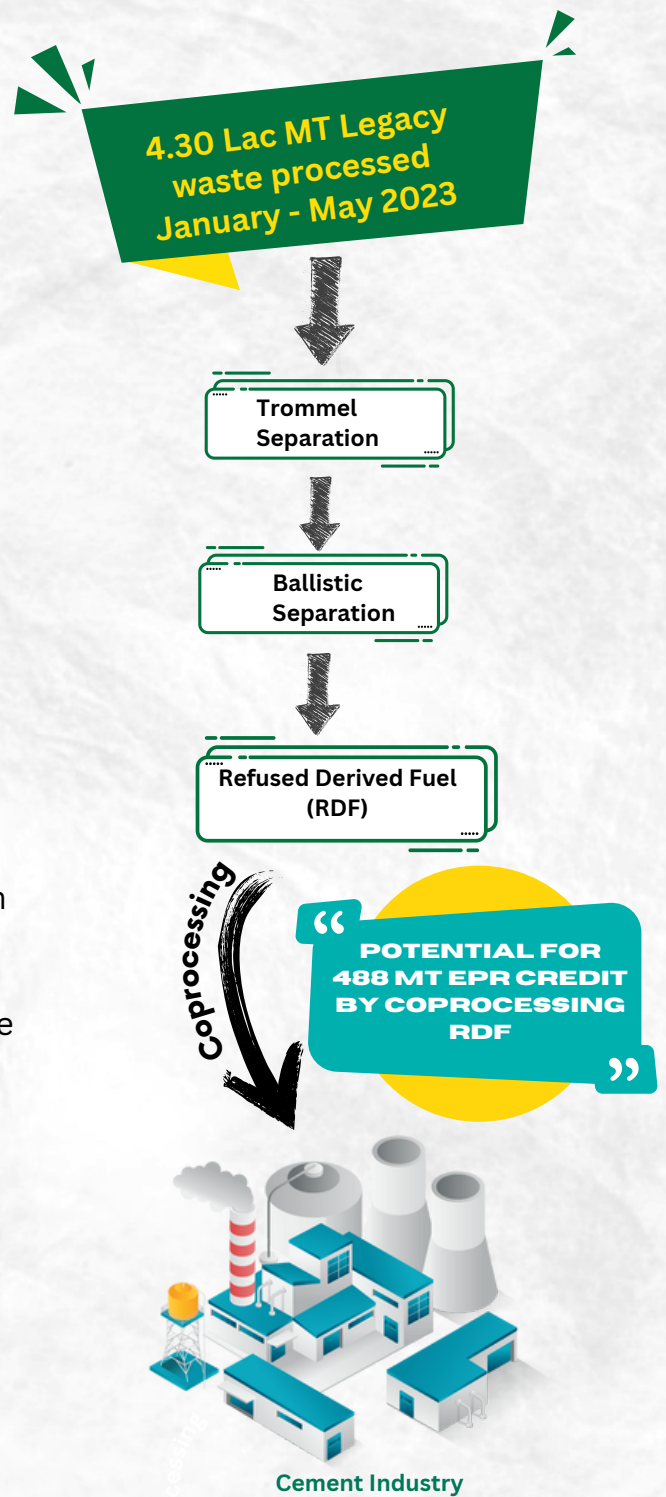 4.30 Lac MT Legacy
waste processed
January - May 2023
Trommel
Separation
Ballistic
Separation
Refused Derived Fuel
(RDF)
Coprocessing
“
POTENTIAL FOR
488 MT EPR CREDIT
BY COPROCESSING
RDF
”
Cement Industry